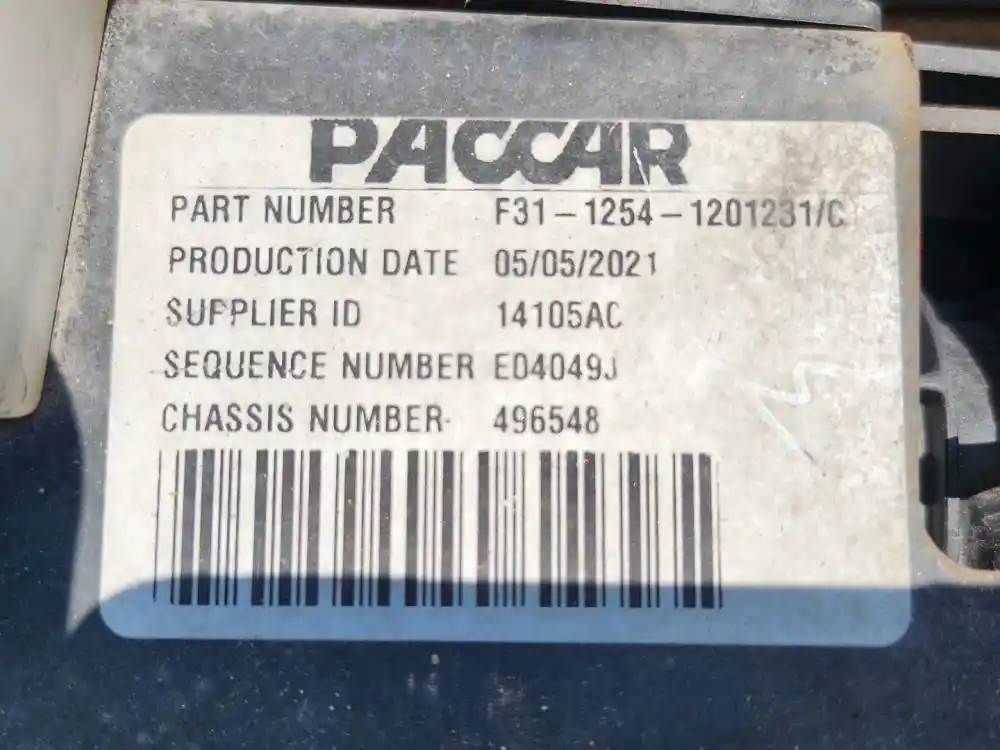 PACCAR
PART NUMBER F31-1254-1201231/C
PRODUCTION DATE 05/05/2021
SUPPLIER ID 14105AC
SEQUENCE NUMBER E04049J
CHASSIS NUMBER 496548